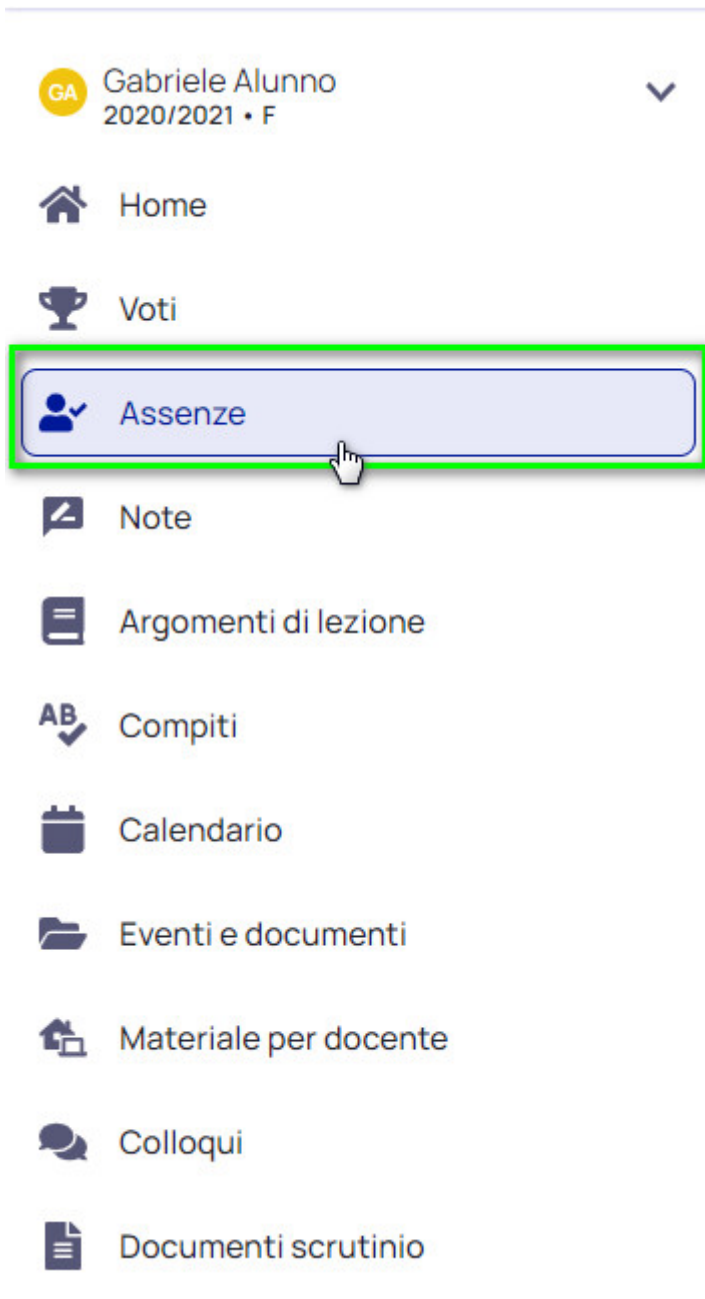 GA
Gabriele Alunno
2020/2021 • F
Home
Voti
Assenze
Note
Argomenti di lezione
AB
Compiti
Calendario
Eventi e documenti
Materiale per docente
Colloqui
Documenti scrutinio